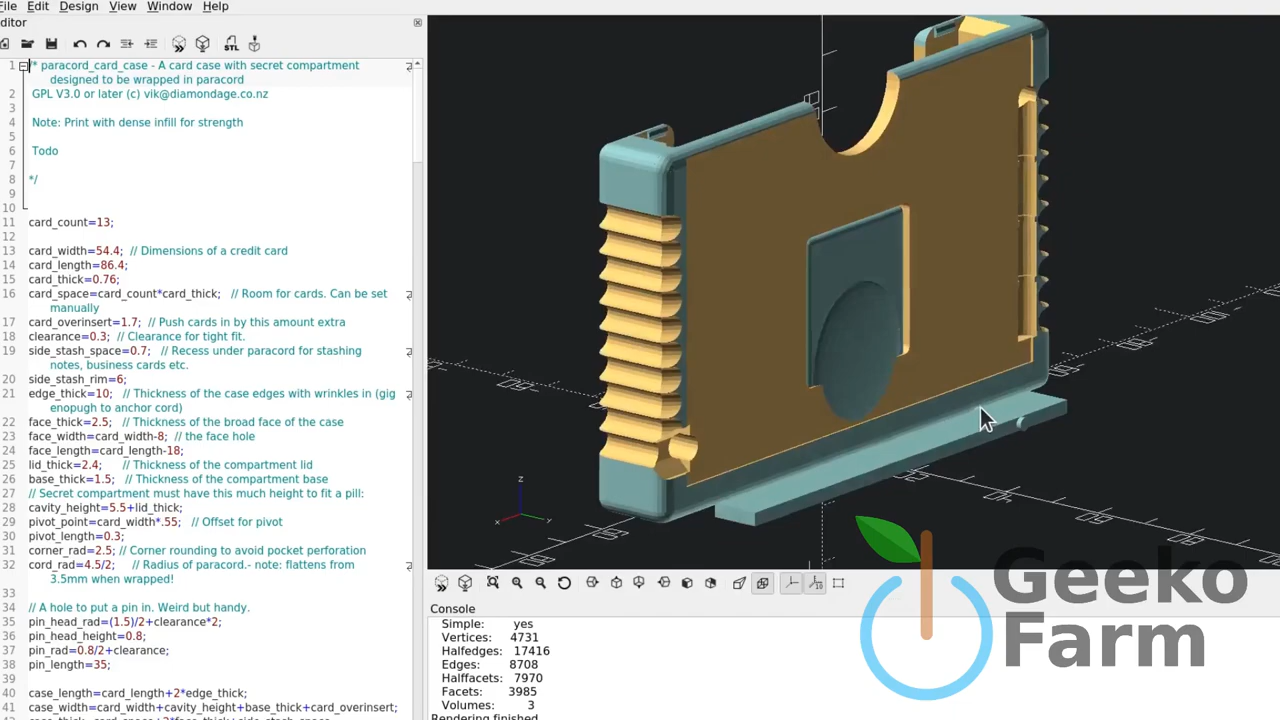 File Edit Design View Window Help
Editor
1 /* paracord_card_case - A card case with secret compartment
designed to be wrapped in paracord
2 GPL V3.0 or later (c) vik@diamondage.co.nz
3
4 Note: Print with dense infill for strength
5
6 Todo
7
8 */
9
10
11 card_count=13;
12
13 card_width=54.4; // Dimensions of a credit card
14 card_length=86.4;
15 card_thick=0.76;
16 card_space=card_count*card_thick; // Room for cards. Can be set
manually
17 card_overinsert=1.7; // Push cards in by this amount extra
18 clearance=0.3; // Clearance for tight fit.
19 side_stash_space=0.7; // Recess under paracord for stashing
notes, business cards etc.
20 side_stash_rim=6;
21 edge_thick=10; // Thickness of the case edges with wrinkles in (gig
enopugh to anchor cord)
22 face_thick=2.5; // Thickness of the broad face of the case
23 face_width=card_width-8; // the face hole
24 face_length=card_length-18;
25 lid_thick=2.4; // Thickness of the compartment lid
26 base_thick=1.5; // Thickness of the compartment base
27 // Secret compartment must have this much height to fit a pill:
28 cavity_height=5.5+lid_thick;
29 pivot_point=card_width*.55; // Offset for pivot
30 pivot_length=0.3;
31 corner_rad=2.5; // Corner rounding to avoid pocket perforation
32 cord_rad=4.5/2; // Radius of paracord.- note: flattens from
3.5mm when wrapped!
33
34 // A hole to put a pin in. Weird but handy.
35 pin_head_rad=(1.5)/2+clearance*2;
36 pin_head_height=0.8;
37 pin_rad=0.8/2+clearance;
38 pin_length=35;
39
40 case_length=card_length+2*edge_thick;
41 case_width=card_width+cavity_height+base_thick+card_overinsert;
STL
x y z
10
Console
Simple: yes
Vertices: 4731
Halfedges: 17416
Edges: 8708
Halffacets: 7970
Facets: 3985
Volumes: 3
Rendering finished
Geeko
Farm